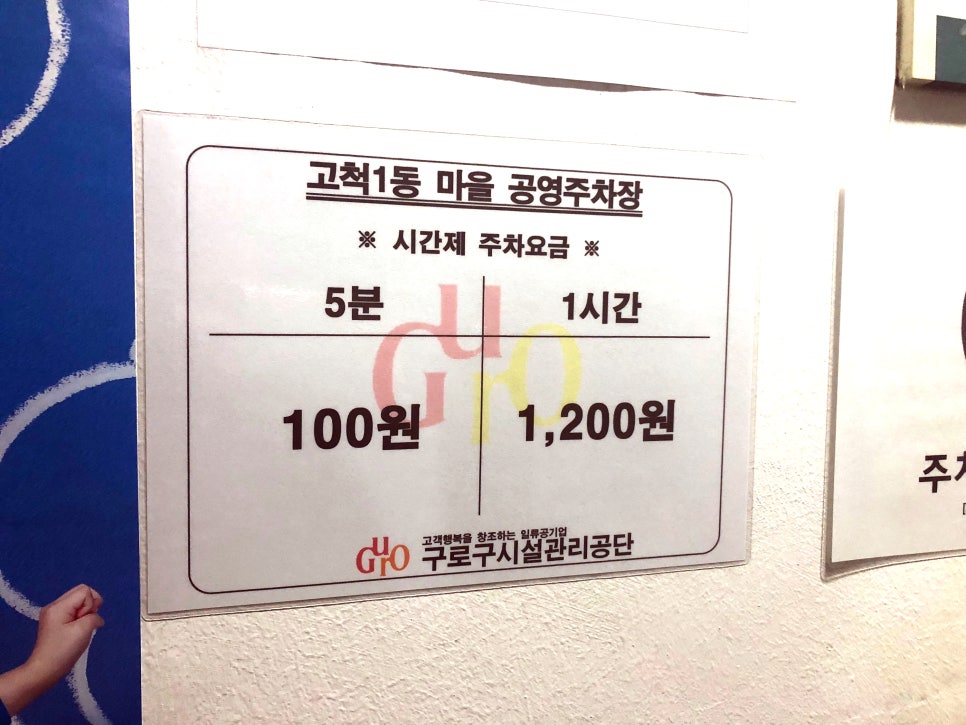 고척1동 마을 공영주차장
※ 시간제 주차요금 ※
5분 1시간
100원 1,200원
GurO
GurO 고객행복을 창조하는 일류공기업
구로구시설관리공단